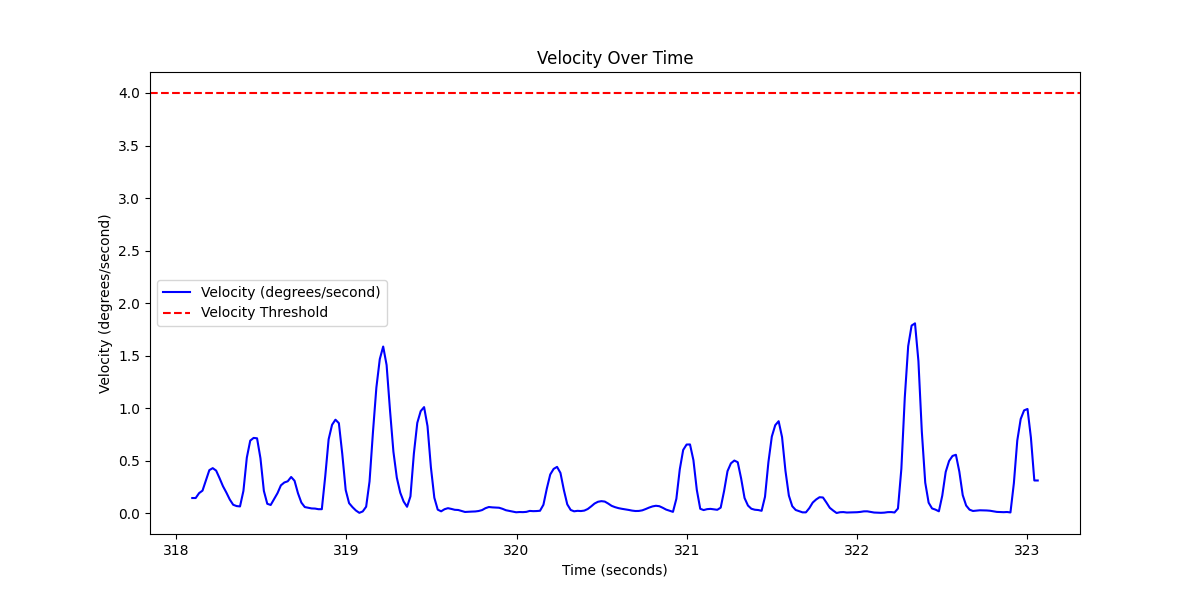 Velocity Over Time
4.0
3.5
3.0
2.5
2.0
1.5
1.0
0.5
0.0
Velocity (degrees/second)
Velocity (degrees/second)
Velocity Threshold
318 319 320 321 322 323
Time (seconds)